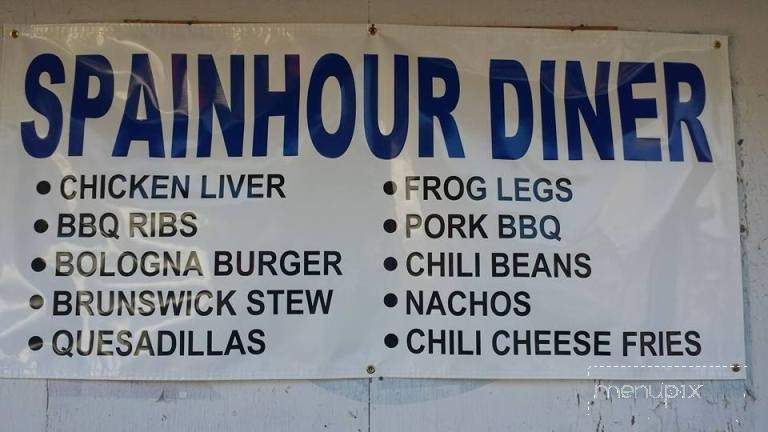 SPAINHOUR DINER
• CHICKEN LIVER
• BBQ RIBS
• BOLOGNA BURGER
• BRUNSWICK STEW
• QUESADILLAS
• FROG LEGS
• PORK BBQ
• CHILI BEANS
• NACHOS
• CHILI CHEESE FRIES
menupix